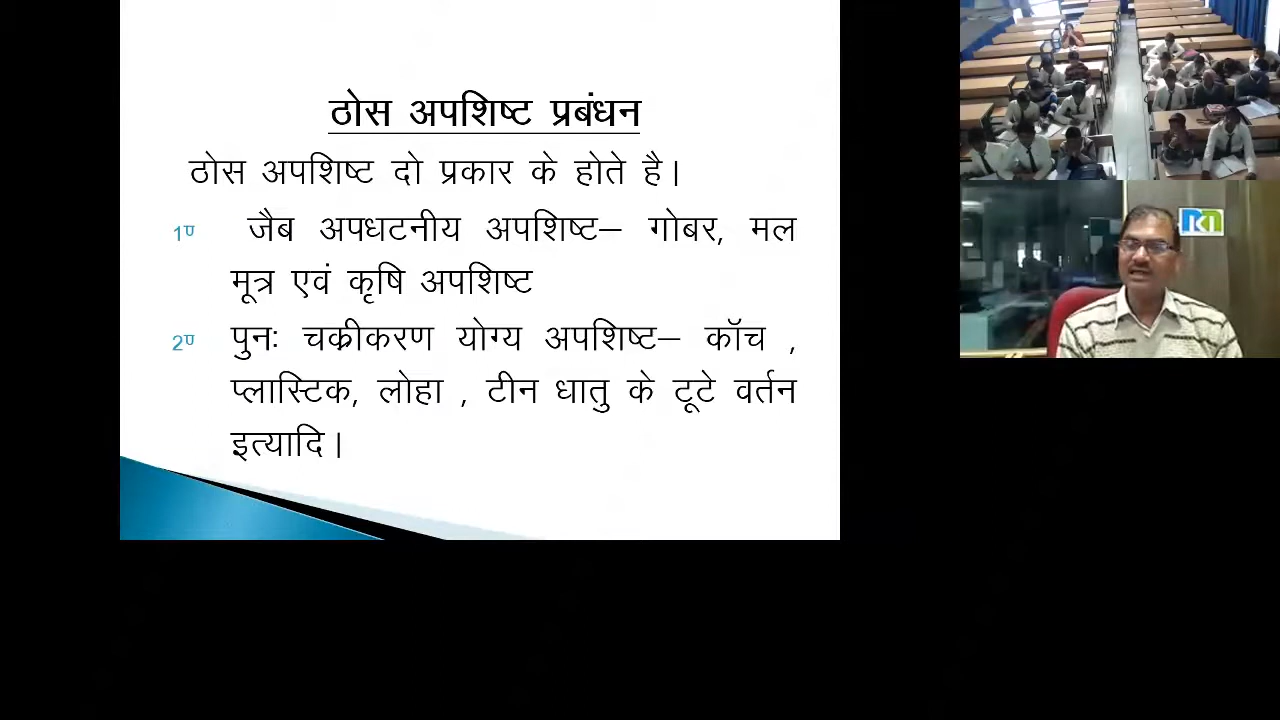 ठोस अपशिष्ट प्रबंधन
ठोस अपशिष्ट दो प्रकार के होते है।
1ण जैब अपधटनीय अपशिष्ट– गोबर, मल
मूत्र एवं कृषि अपशिष्ट
2ण पुनः चक्रीकरण योग्य अपशिष्ट– कॉच ,
प्लास्टिक, लोहा , टीन धातु के टूटे वर्तन
इत्यादि।